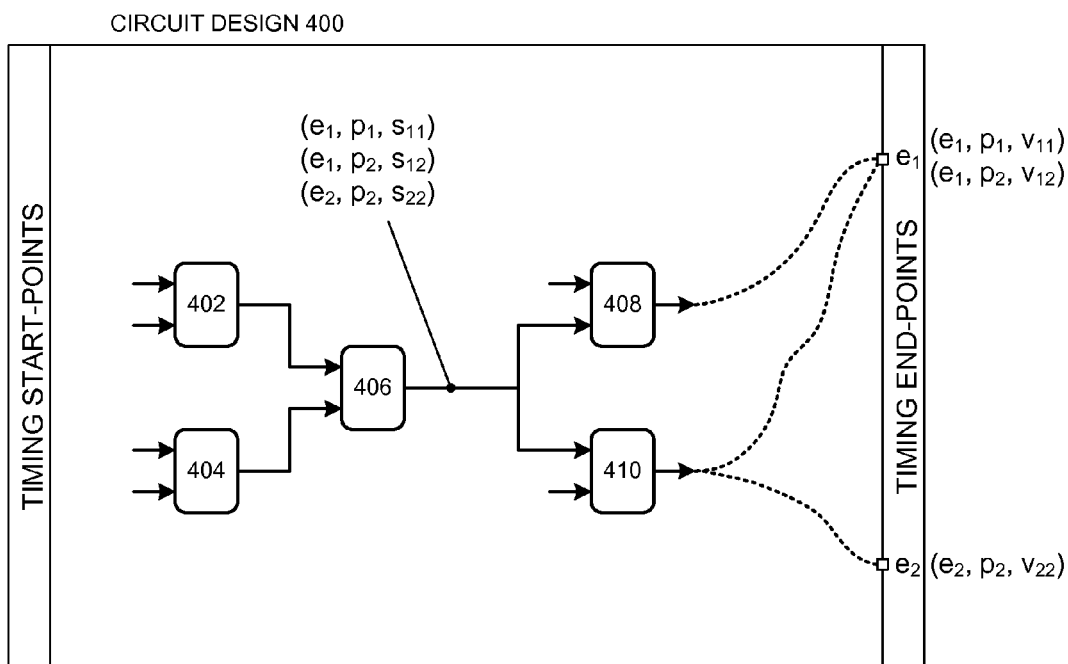 CIRCUIT DESIGN 400
TIMING START-POINTS
(e₁, p₁, s₁₁)
(e₁, p₂, s₁₂)
(e₂, p₂, s₂₂)
402
404
406
408
410
TIMING END-POINTS
e₁ (e₁, p₁, v₁₁)
(e₁, p₂, v₁₂)
e₂ (e₂, p₂, v₂₂)